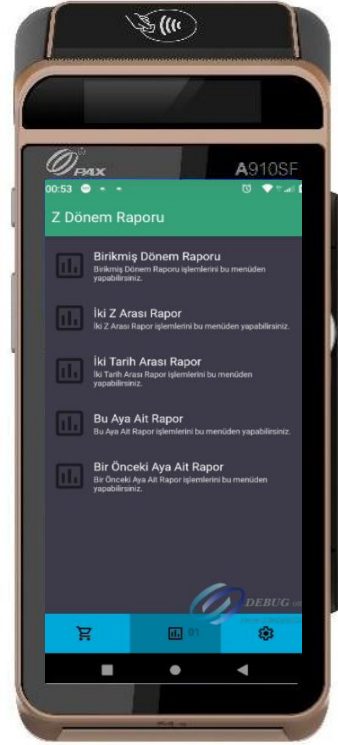 PAX
A910SF
00:53
Z Dönem Raporu
Birikmiş Dönem Raporu
Birikmiş Dönem Raporu işlemlerini bu menüden
yapabilirsiniz.
İki Z Arası Rapor
İki Z Arası Rapor işlemlerini bu menüden yapabilirsiniz.
İki Tarih Arası Rapor
İki Tarih Arası Rapor işlemlerini bu menüden
yapabilirsiniz.
Bu Aya Ait Rapor
Bu Aya Ait Rapor işlemlerini bu menüden yapabilirsiniz.
Bir Önceki Aya Ait Rapor
Bir Önceki Aya Ait Rapor işlemlerini bu menüden
yapabilirsiniz.
DEBUG
01